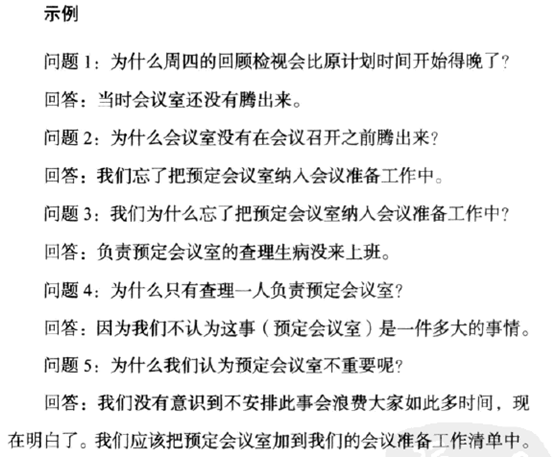 示例
问题 1：为什么周四的回顾检视会比原计划时间开始得晚了？
回答：当时会议室还没有腾出来。
问题 2：为什么会议室没有在会议召开之前腾出来？
回答：我们忘了把预定会议室纳入会议准备工作中。
问题 3：我们为什么忘了把预定会议室纳入会议准备工作中？
回答：负责预定会议室的查理生病没来上班。
问题 4：为什么只有查理一人负责预定会议室？
回答：因为我们不认为这事（预定会议室）是一件多大的事情。
问题 5：为什么我们认为预定会议室不重要呢？
回答：我们没有意识到不安排此事会浪费大家如此多时间，现
在明白了。我们应该把预定会议室加到我们的会议准备工作清单中。